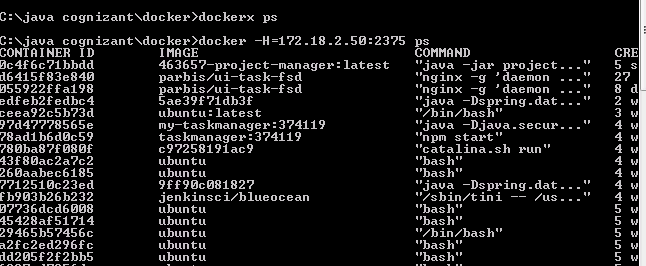 C:\java cognizant\docker>dockerx ps
C:\java cognizant\docker>docker -H=172.18.2.50:2375 ps
CONTAINER ID IMAGE COMMAND CRE
0c4f6c71bbdd 463657-project-manager:latest "java -jar project..." 5 s
d6415f83e840 parbis/ui-task-fsd "nginx -g 'daemon ..." 27
055922ffa198 parbis/ui-task-fsd "nginx -g 'daemon ..." 8 d
edfeb2fedbc4 5ae39f71db3f "java -Dspring.dat..." 2 w
ceea92c5b73d ubuntu:latest "/bin/bash" 3 w
97d47778565e my-taskmanager:374119 "java -Djava.secur..." 4 w
78ad1b6d0c59 taskmanager:374119 "npm start" 4 w
780ba87f080f c97258191ac9 "catalina.sh run" 4 w
43f80ac2a7c2 ubuntu "bash" 4 w
260aabec6185 ubuntu "bash" 4 w
7712510c23ed 9ff90c081827 "java -Dspring.dat..." 4 w
fb903b26b232 jenkinsci/blueocean "/sbin/tini -- /us..." 4 w
07736dcd6008 ubuntu "bash" 5 w
45428af51714 ubuntu "bash" 5 w
29465b57456c ubuntu "/bin/bash" 5 w
a2fc2ed296fc ubuntu "bash" 5 w
dd205f2f2bb5 ubuntu "bash" 5 w